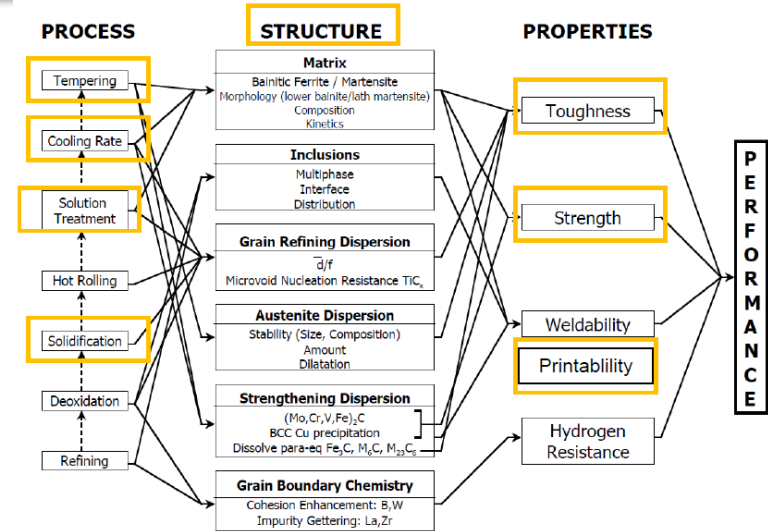 PROCESS
STRUCTURE
PROPERTIES
Tempering
Cooling Rate
Solution
Treatment
Hot Rolling
Solidification
Deoxidation
Refining
Matrix
Bainitic Ferrite / Martensite
Morphology (lower bainite/lath martensite)
Composition
Kinetics
Inclusions
Multiphase
Interface
Distribution
Grain Refining Dispersion
d̅/f
Microvoid Nucleation Resistance TiCₓ
Austenite Dispersion
Stability (Size, Composition)
Amount
Dilatation
Strengthening Dispersion
(Mo,Cr,V,Fe)₂C
BCC Cu precipitation
Dissolve para-eq Fe₃C, M₆C, M₂₃C₆
Grain Boundary Chemistry
Cohesion Enhancement: B,W
Impurity Gettering: La,Zr
Toughness
Strength
Weldability
Printablility
Hydrogen
Resistance
PERFORMANCE